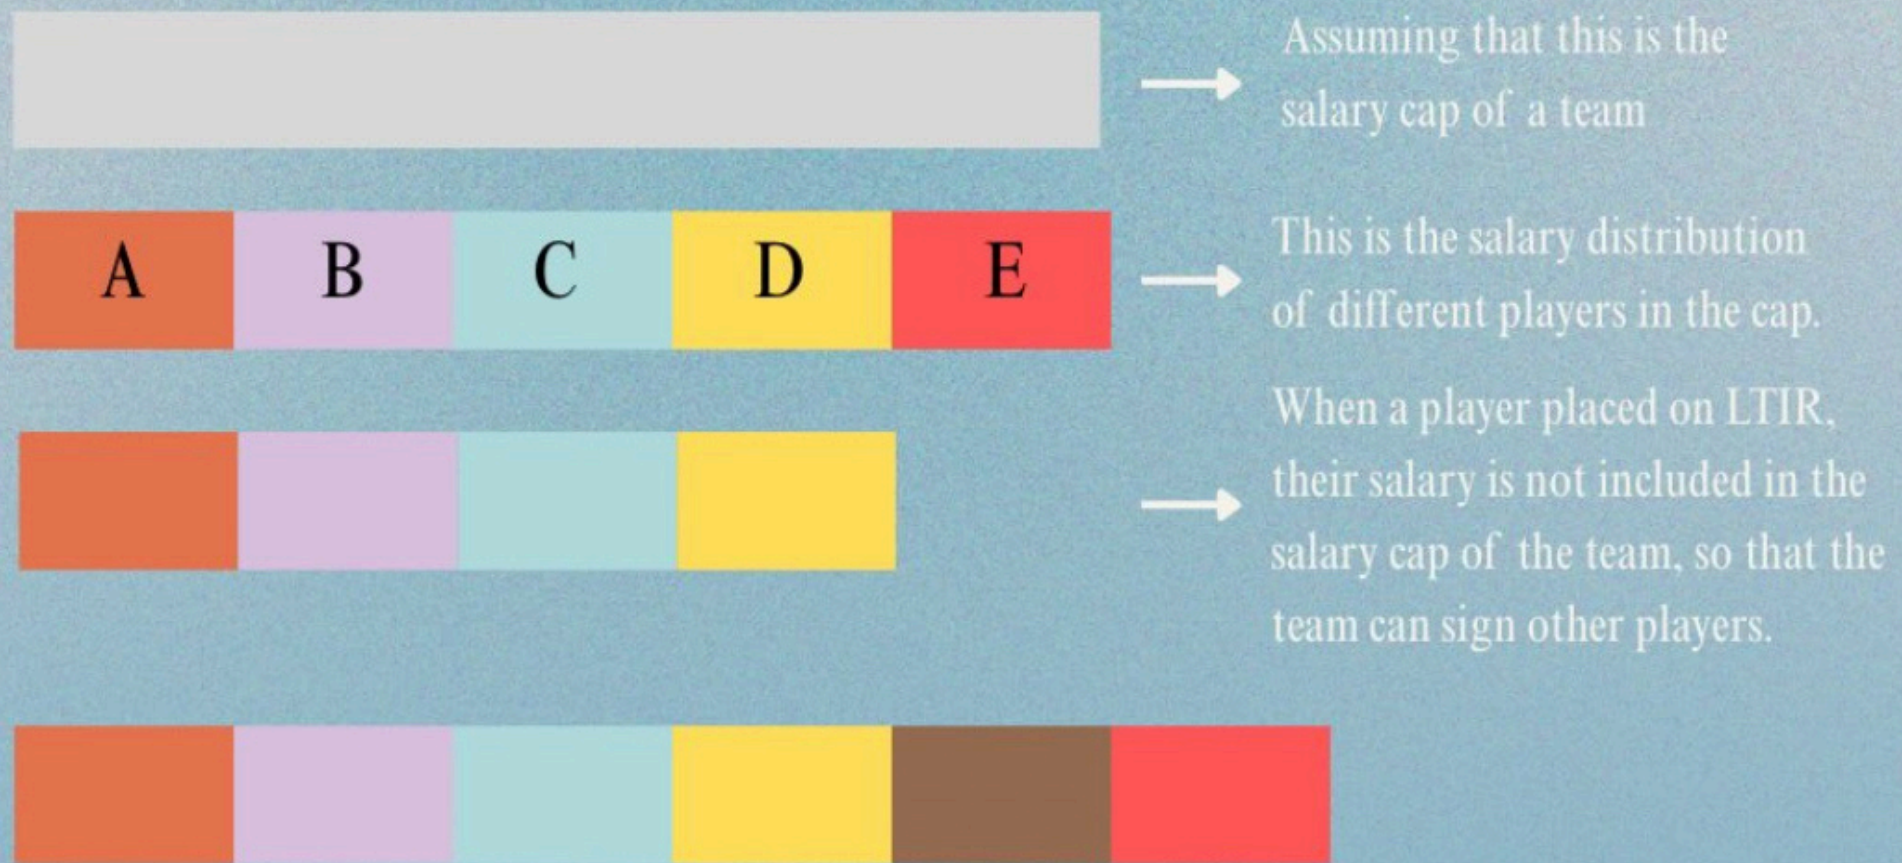 Assuming that this is the
salary cap of a team
A B C D E
This is the salary distribution
of different players in the cap.
When a player placed on LTIR,
their salary is not included in the
salary cap of the team, so that the
team can sign other players.